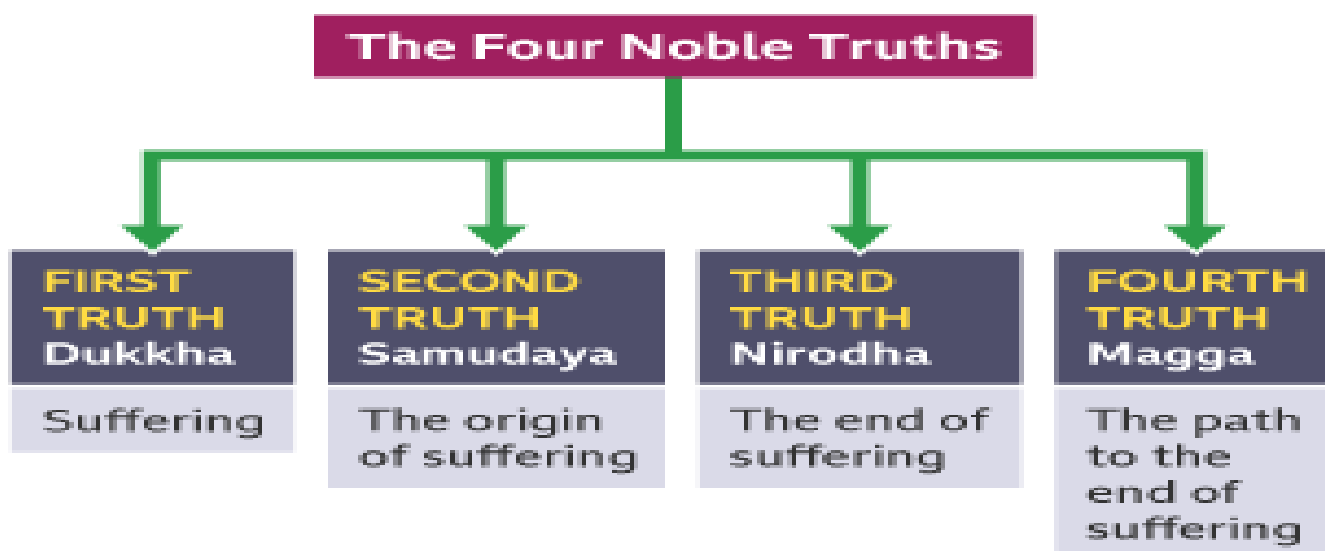 The Four Noble Truths
FIRST
TRUTH
Dukkha
Suffering
SECOND
TRUTH
Samudaya
The origin
of suffering
THIRD
TRUTH
Nirodha
The end of
suffering
FOURTH
TRUTH
Magga
The path
to the
end of
suffering